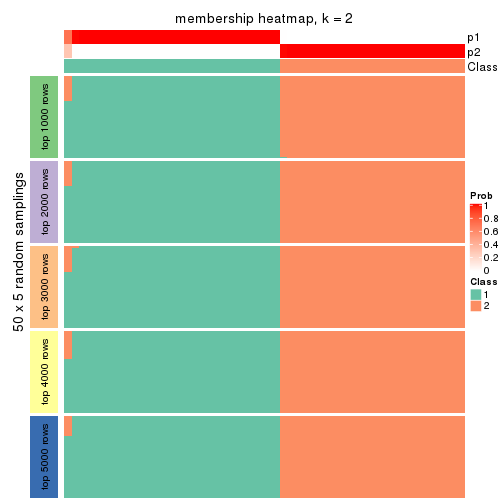 membership heatmap, k = 2
p1
p2
Class
50 x 5 random samplings
top 1000 rows
top 2000 rows
top 3000 rows
top 4000 rows
top 5000 rows
Prob
1
0.8
0.6
0.4
0.2
0
Class
1
2